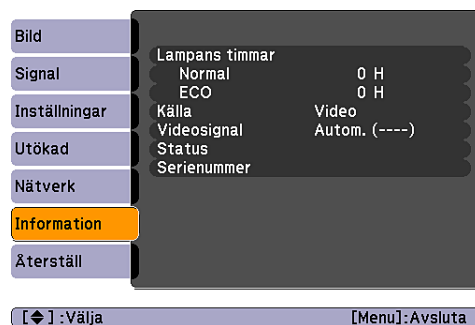 Bild
Signal
Inställningar
Utökad
Nätverk
Information
Återställ
Lampans timmar
Normal 0 H
ECO 0 H
Källa Video
Videosignal Autom. (----)
Status
Serienummer
[◆] :Välja [Menu]:Avsluta